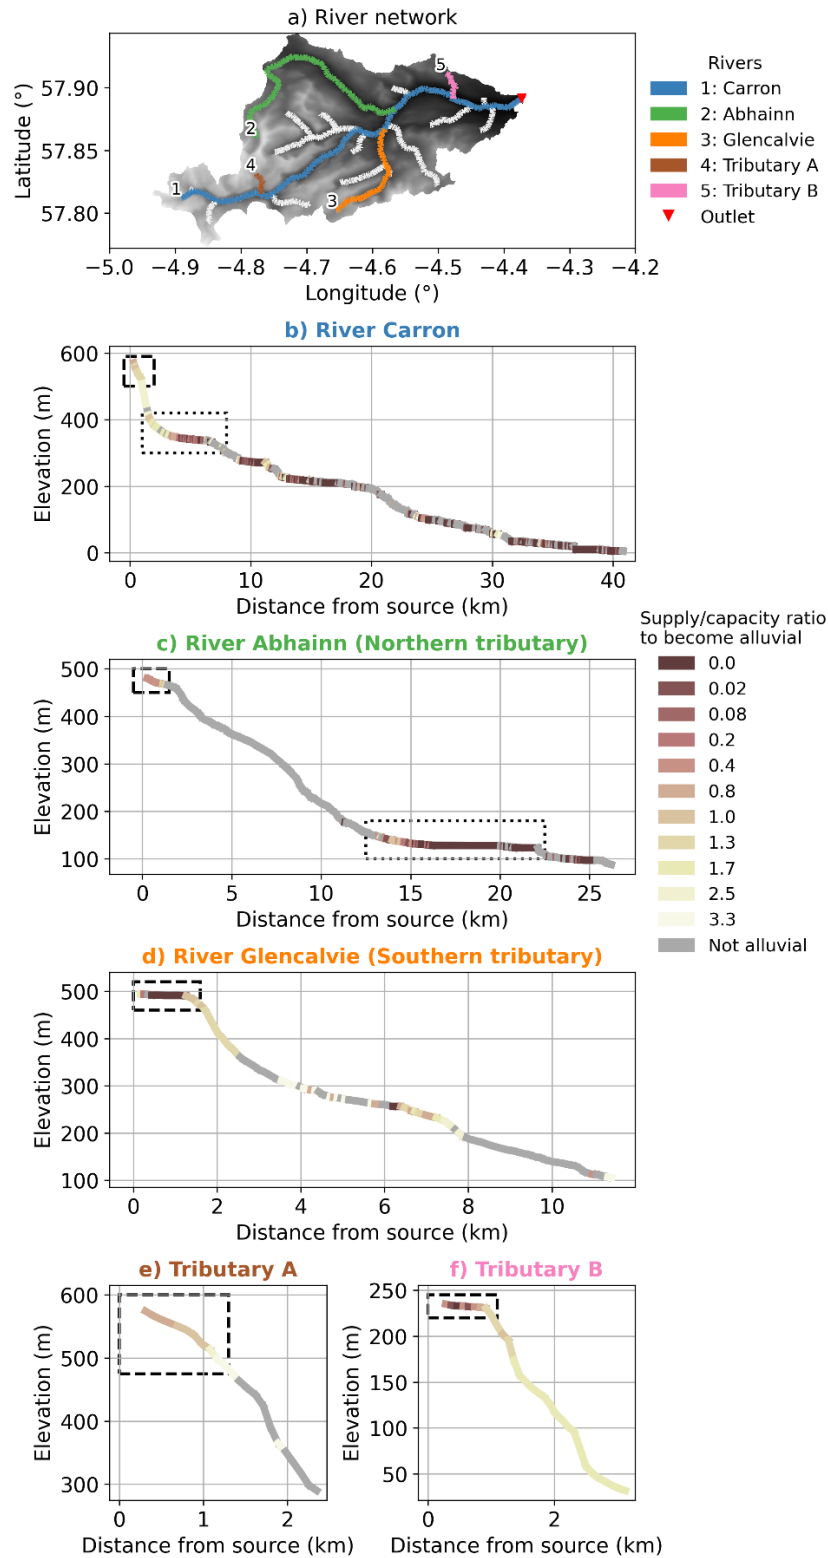 a) River network
57.90
57.85
57.80
Latitude (°)
1
2
3
4
5
−5.0 −4.9 −4.8 −4.7 −4.6 −4.5 −4.4 −4.3 −4.2
Longitude (°)
Rivers
1: Carron
2: Abhainn
3: Glencalvie
4: Tributary A
5: Tributary B
Outlet
b) River Carron
600
400
200
0
Elevation (m)
0 10 20 30 40
Distance from source (km)
c) River Abhainn (Northern tributary)
500
400
300
200
100
Elevation (m)
0 5 10 15 20 25
Distance from source (km)
Supply/capacity ratio
to become alluvial
0.0
0.02
0.08
0.2
0.4
0.8
1.0
1.3
1.7
2.5
3.3
Not alluvial
d) River Glencalvie (Southern tributary)
500
400
300
200
100
Elevation (m)
0 2 4 6 8 10
Distance from source (km)
e) Tributary A
600
500
400
300
Elevation (m)
0 1 2
Distance from source (km)
f) Tributary B
250
200
150
100
50
Elevation (m)
0 1 2 3
Distance from source (km)